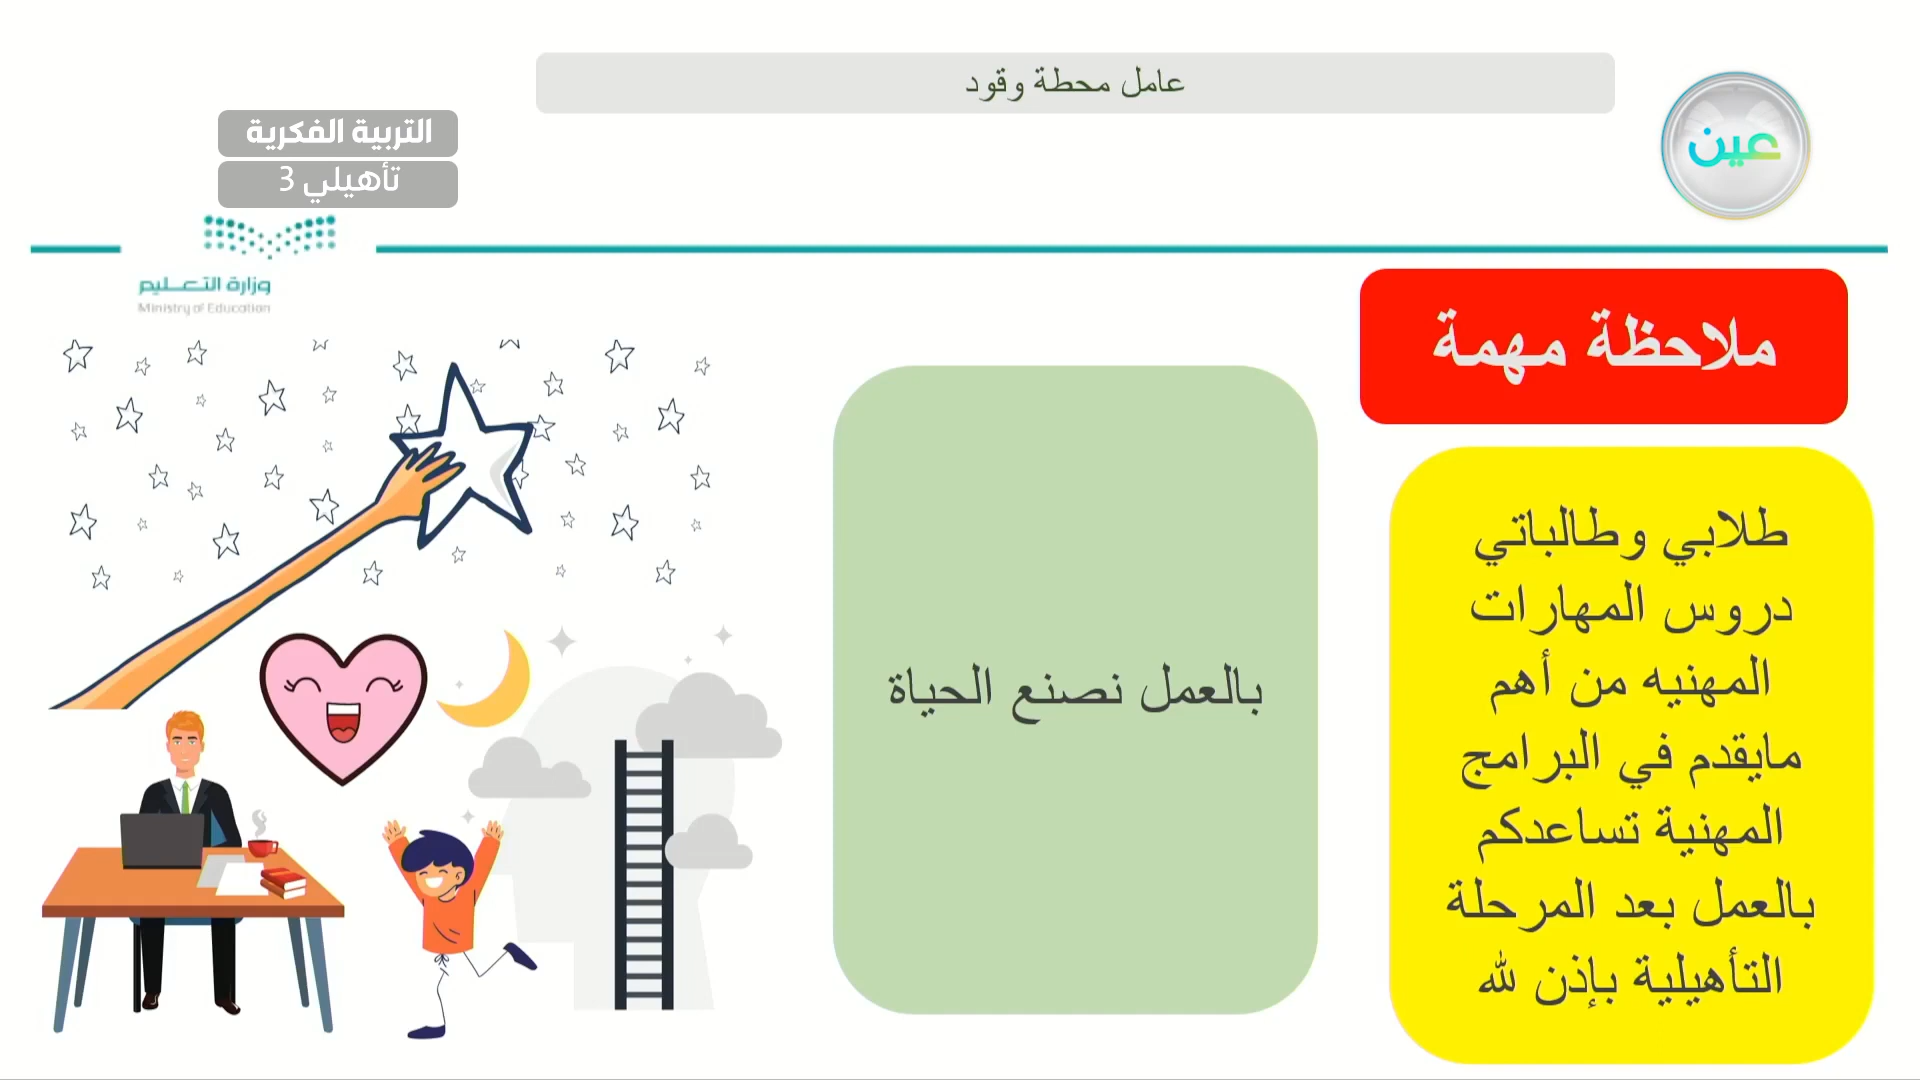 عامل محطة وقود
عين
التربية الفكرية
تأهيلي 3
وزارة التعليم
Ministry of Education
ملاحظة مهمة
طلابي وطالباتي
دروس المهارات
المهنيه من أهم
مايقدم في البرامج
المهنية تساعدكم
بالعمل بعد المرحلة
التأهيلية بإذن لله
بالعمل نصنع الحياة